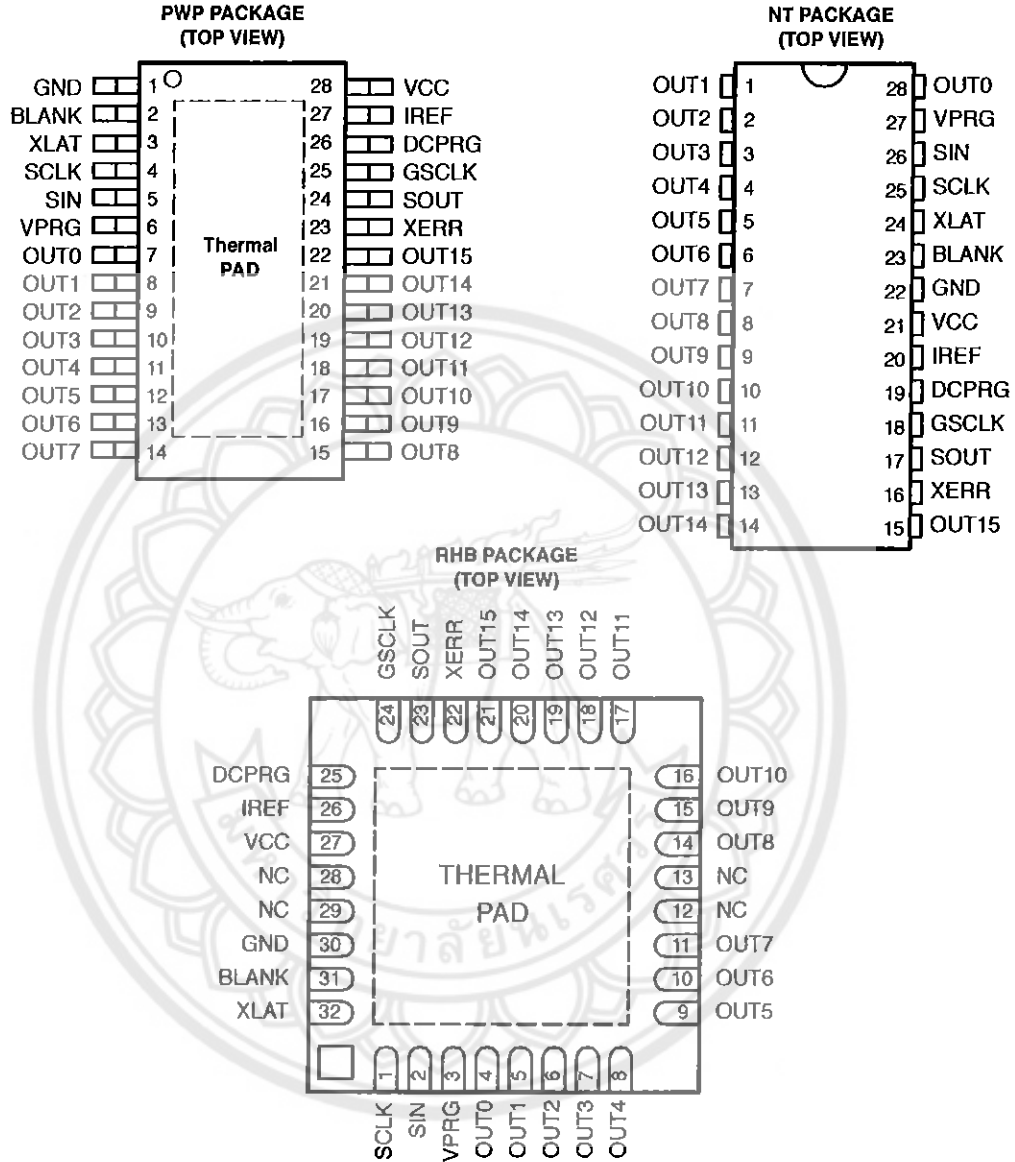 PWP PACKAGE
(TOP VIEW)
GND 1 28 VCC
BLANK 2 27 IREF
XLAT 3 26 DCPRG
SCLK 4 25 GSCLK
SIN 5 24 SOUT
VPRG 6 23 XERR
OUT0 7 22 OUT15
OUT1 8 21 OUT14
OUT2 9 20 OUT13
OUT3 10 19 OUT12
OUT4 11 18 OUT11
OUT5 12 17 OUT10
OUT6 13 16 OUT9
OUT7 14 15 OUT8
Thermal
PAD
NT PACKAGE
(TOP VIEW)
OUT1 1 28 OUT0
OUT2 2 27 VPRG
OUT3 3 26 SIN
OUT4 4 25 SCLK
OUT5 5 24 XLAT
OUT6 6 23 BLANK
OUT7 7 22 GND
OUT8 8 21 VCC
OUT9 9 20 IREF
OUT10 10 19 DCPRG
OUT11 11 18 GSCLK
OUT12 12 17 SOUT
OUT13 13 16 XERR
OUT14 14 15 OUT15
RHB PACKAGE
(TOP VIEW)
GSCLK SOUT XERR OUT15 OUT14 OUT13 OUT12 OUT11
24 23 22 21 20 19 18 17
DCPRG 25 16 OUT10
IREF 26 15 OUT9
VCC 27 14 OUT8
NC 28 13 NC
NC 29 12 NC
GND 30 11 OUT7
BLANK 31 10 OUT6
XLAT 32 9 OUT5
THERMAL
PAD
1 2 3 4 5 6 7 8
SCLK SIN VPRG OUT0 OUT1 OUT2 OUT3 OUT4